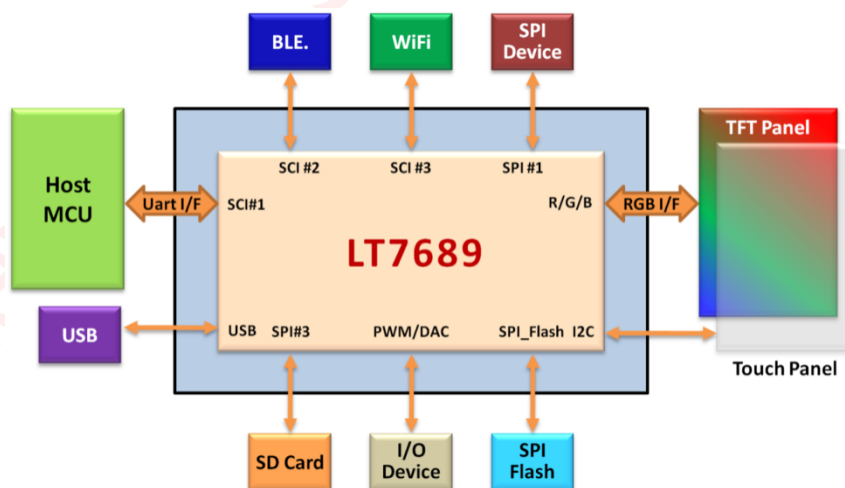 BLE.
WiFi
SPI
Device
TFT Panel
SCI #2
SCI #3
SPI #1
Host
MCU
Uart I/F
SCI#1
R/G/B
RGB I/F
LT7689
USB
USB
SPI#3
PWM/DAC
SPI_Flash
I2C
Touch Panel
SD Card
I/O
Device
SPI
Flash